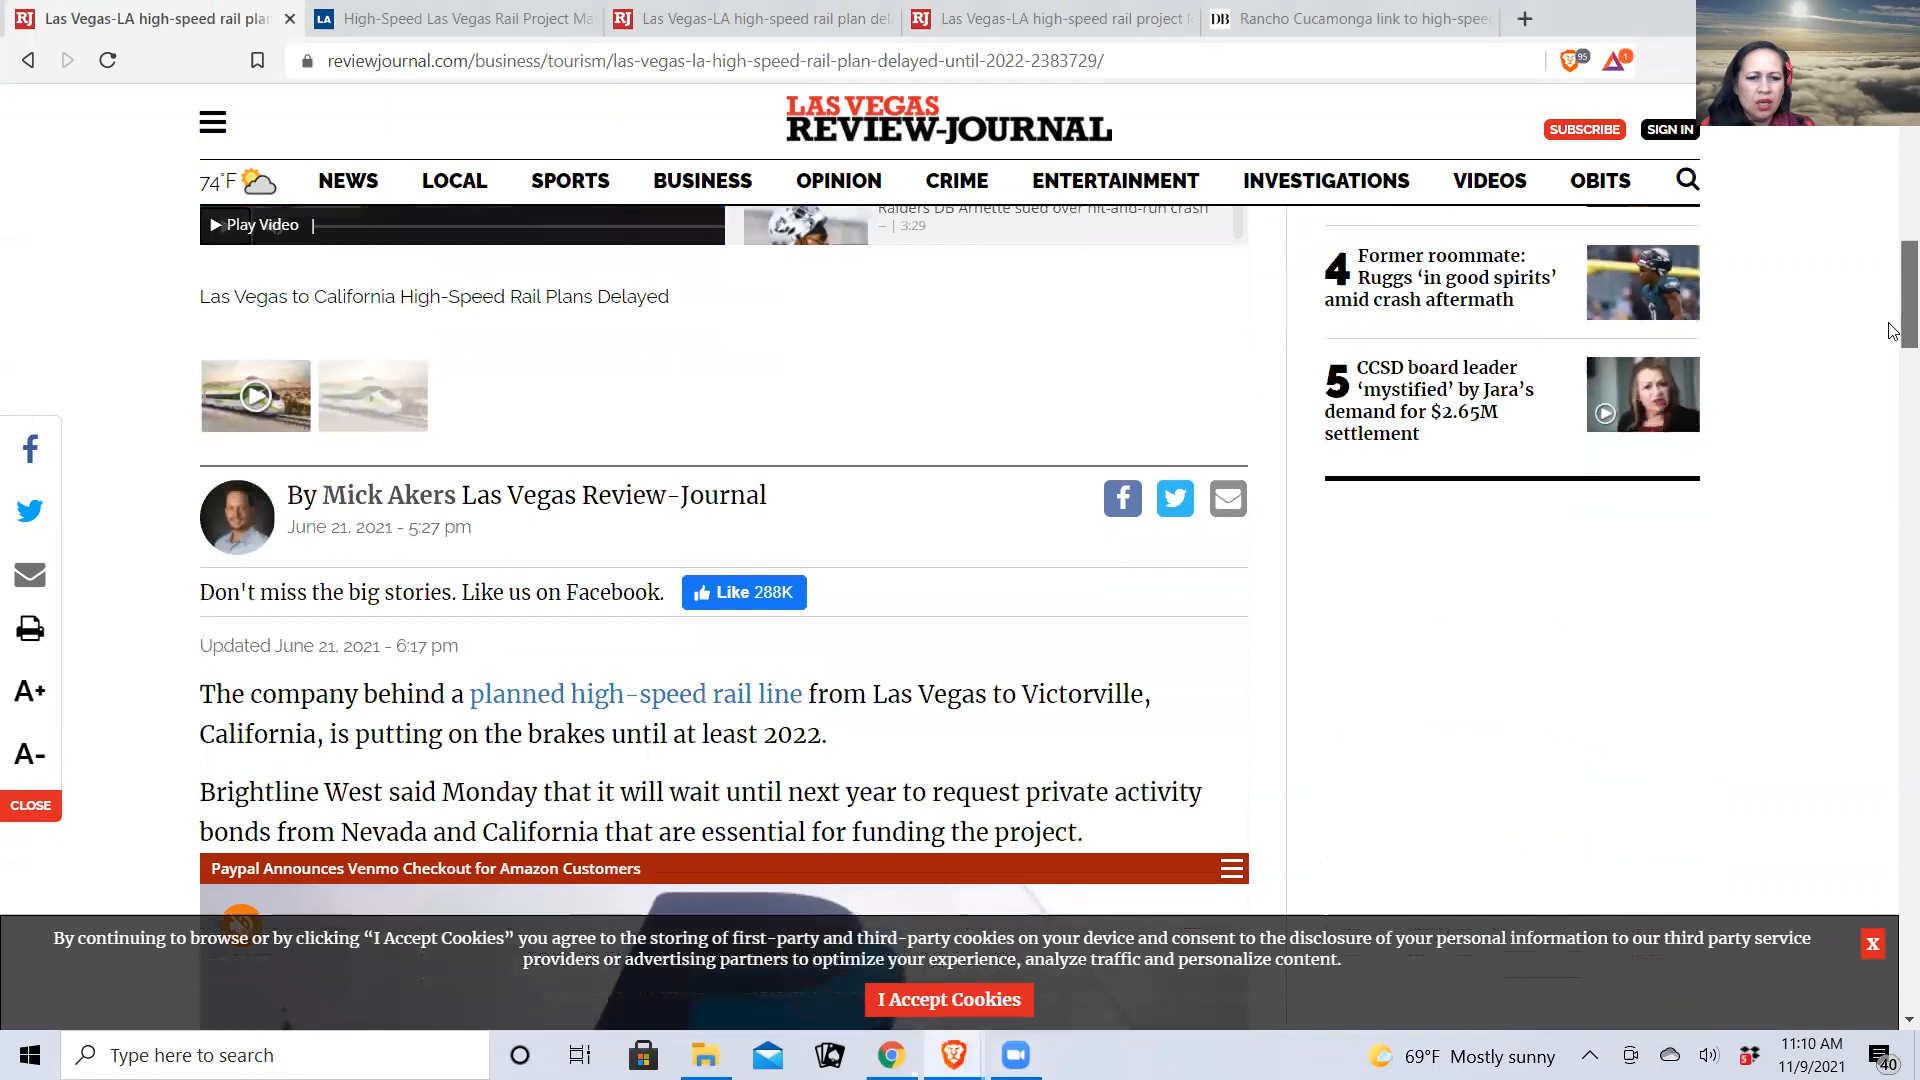 RJ Las Vegas-LA high-speed rail plan
LA High-Speed Las Vegas Rail Project Ma
RJ Las Vegas-LA high-speed rail plan del
RJ Las Vegas-LA high-speed rail project
DB Rancho Cucamonga link to high-speed
reviewjournal.com/business/tourism/las-vegas-la-high-speed-rail-plan-delayed-until-2022-2383729/
95
1
LAS VEGAS
REVIEW-JOURNAL
SUBSCRIBE
SIGN IN
74°F
NEWS
LOCAL
SPORTS
BUSINESS
OPINION
CRIME
ENTERTAINMENT
INVESTIGATIONS
VIDEOS
OBITS
Play Video
Raiders DB Arnette sued over hit-and-run crash
– | 3:29
Las Vegas to California High-Speed Rail Plans Delayed
4 Former roommate:
Ruggs ‘in good spirits’
amid crash aftermath
5 CCSD board leader
‘mystified’ by Jara’s
demand for $2.65M
settlement
By Mick Akers Las Vegas Review-Journal
June 21, 2021 - 5:27 pm
Don't miss the big stories. Like us on Facebook.
Like 288K
Updated June 21, 2021 - 6:17 pm
The company behind a planned high-speed rail line from Las Vegas to Victorville,
California, is putting on the brakes until at least 2022.
Brightline West said Monday that it will wait until next year to request private activity
bonds from Nevada and California that are essential for funding the project.
A+
A-
CLOSE
Paypal Announces Venmo Checkout for Amazon Customers
By continuing to browse or by clicking “I Accept Cookies” you agree to the storing of first-party and third-party cookies on your device and consent to the disclosure of your personal information to our third party service
providers or advertising partners to optimize your experience, analyze traffic and personalize content.
X
I Accept Cookies
Type here to search
69°F Mostly sunny
5
11:10 AM
11/9/2021
40